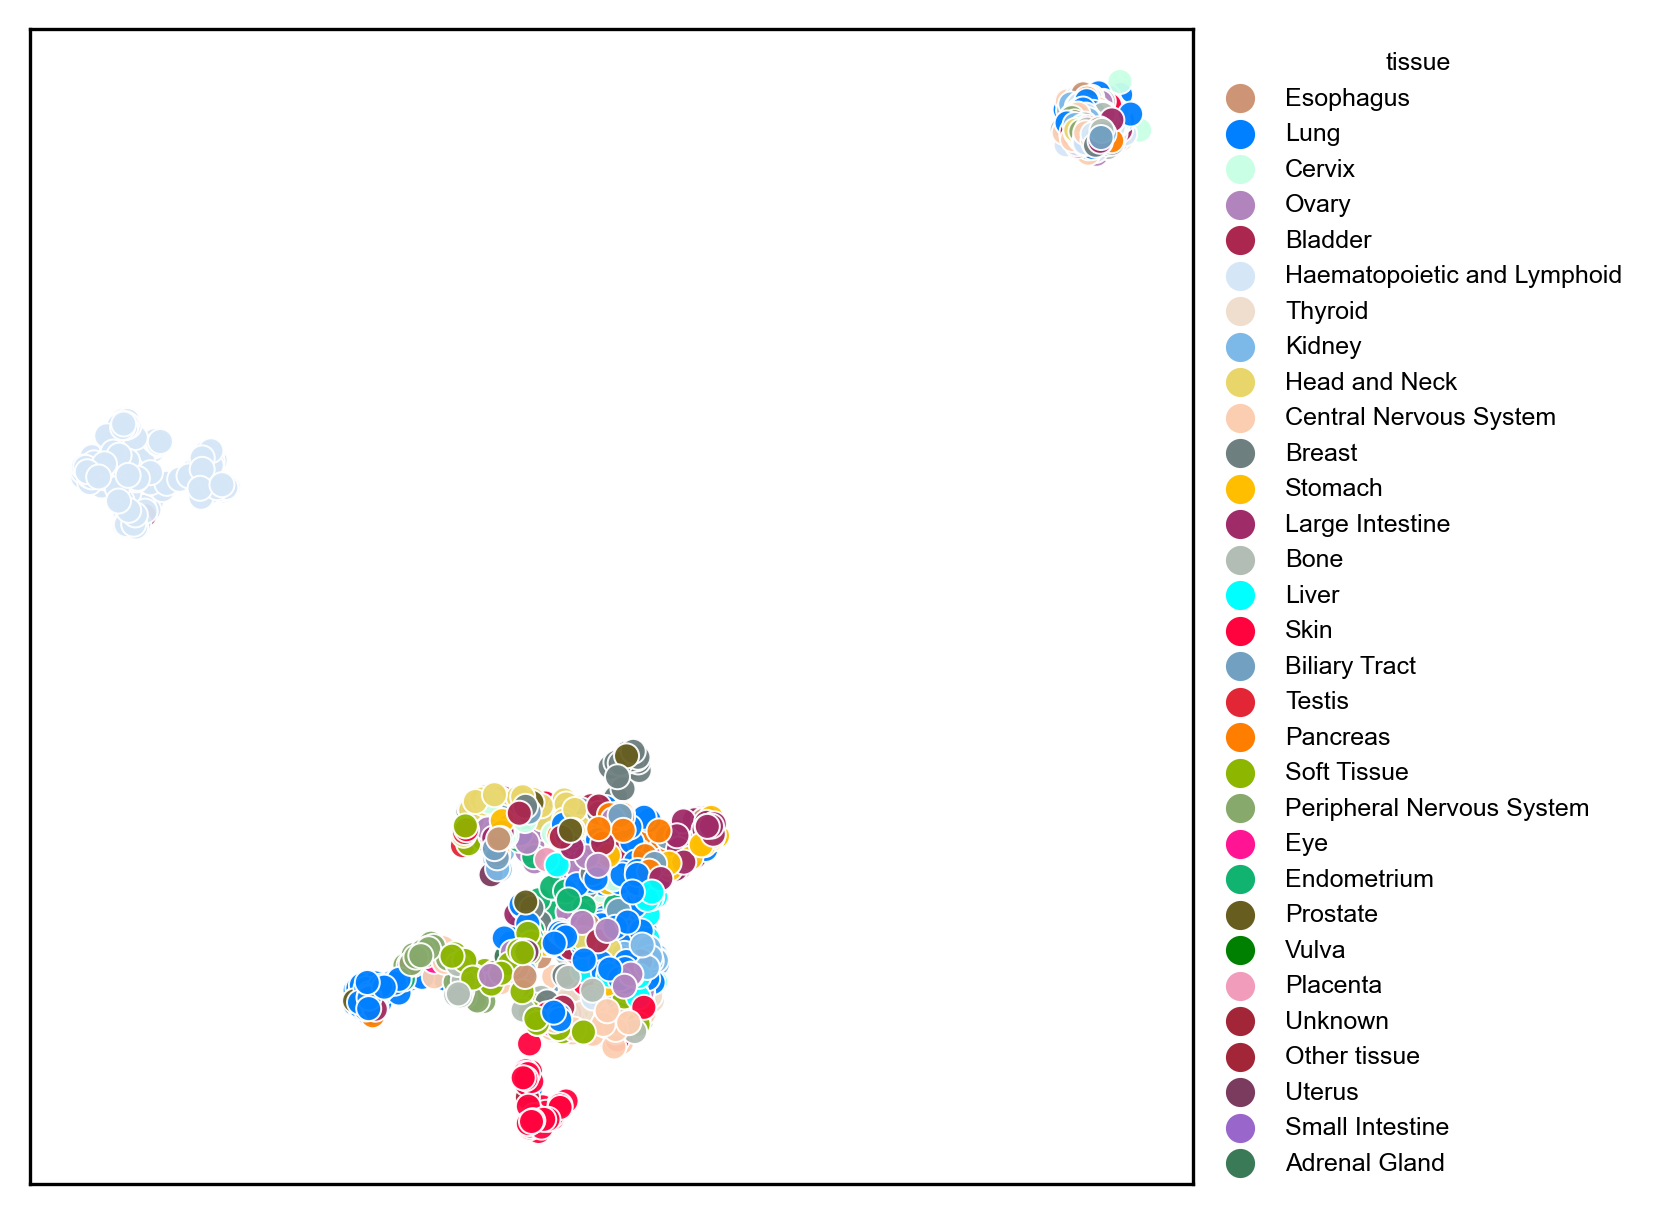 tissue
Esophagus
Lung
Cervix
Ovary
Bladder
Haematopoietic and Lymphoid
Thyroid
Kidney
Head and Neck
Central Nervous System
Breast
Stomach
Large Intestine
Bone
Liver
Skin
Biliary Tract
Testis
Pancreas
Soft Tissue
Peripheral Nervous System
Eye
Endometrium
Prostate
Vulva
Placenta
Unknown
Other tissue
Uterus
Small Intestine
Adrenal Gland